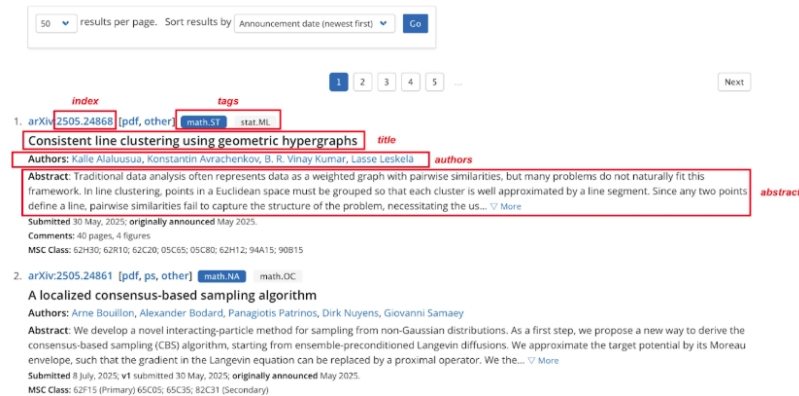 50 results per page. Sort results by Announcement date (newest first) Go
1 2 3 4 5 ... Next
index tags
1. arXiv:2505.24868 [pdf, other] math.ST stat.ML
Consistent line clustering using geometric hypergraphs title
Authors: Kalle Alaluusua, Konstantin Avrachenkov, B. R. Vinay Kumar, Lasse Leskelä authors
Abstract: Traditional data analysis often represents data as a weighted graph with pairwise similarities, but many problems do not naturally fit this
framework. In line clustering, points in a Euclidean space must be grouped so that each cluster is well approximated by a line segment. Since any two points abstract
define a line, pairwise similarities fail to capture the structure of the problem, necessitating the us... ▽ More
Submitted 30 May, 2025; originally announced May 2025.
Comments: 40 pages, 4 figures
MSC Class: 62H30; 62R10; 62C20; 05C65; 05C80; 62H12; 94A15; 90B15
2. arXiv:2505.24861 [pdf, ps, other] math.NA math.OC
A localized consensus-based sampling algorithm
Authors: Arne Bouillon, Alexander Bodard, Panagiotis Patrinos, Dirk Nuyens, Giovanni Samaey
Abstract: We develop a novel interacting-particle method for sampling from non-Gaussian distributions. As a first step, we propose a new way to derive the
consensus-based sampling (CBS) algorithm, starting from ensemble-preconditioned Langevin diffusions. We approximate the target potential by its Moreau
envelope, such that the gradient in the Langevin equation can be replaced by a proximal operator. We the... ▽ More
Submitted 8 July, 2025; v1 submitted 30 May, 2025; originally announced May 2025.
MSC Class: 62F15 (Primary) 65C05; 65C35; 82C31 (Secondary)